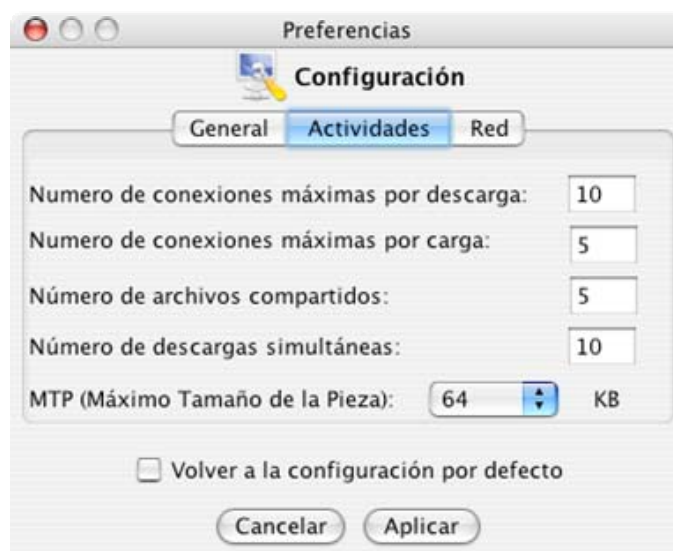 Preferencias
Configuración
General Actividades Red
Numero de conexiones máximas por descarga: 10
Numero de conexiones máximas por carga: 5
Número de archivos compartidos: 5
Número de descargas simultáneas: 10
MTP (Máximo Tamaño de la Pieza): 64 KB
Volver a la configuración por defecto
Cancelar Aplicar